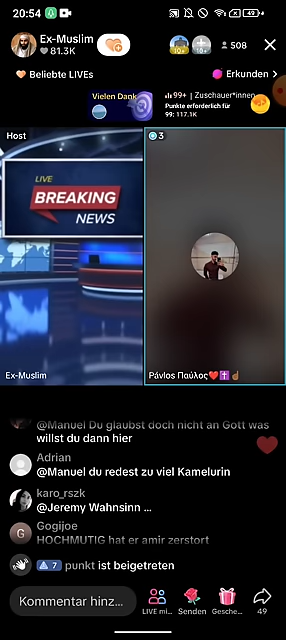 20:54
49
Ex-Muslim
81.3K
10+
10+
508
Beliebte LIVEs
Erkunden >
Vielen Dank
99+ | Zuschauer*innen
Punkte erforderlich für
99: 117.1K
Host
3
LIVE
BREAKING
NEWS
Ex-Muslim
Pávlos Παύλος❤️✝️☝🏾
@Manuel Du glaubst doch nicht an Gott was
willst du dann hier
Adrian
@Manuel du redest zu viel Kamelurin
karo_rszk
@Jeremy Wahnsinn ...
G
Gogijoe
HOCHMUTIG hat er amir zerstort
7 punkt ist beigetreten
Kommentar hinz...
LIVE mi...
Senden
Gesche...
49